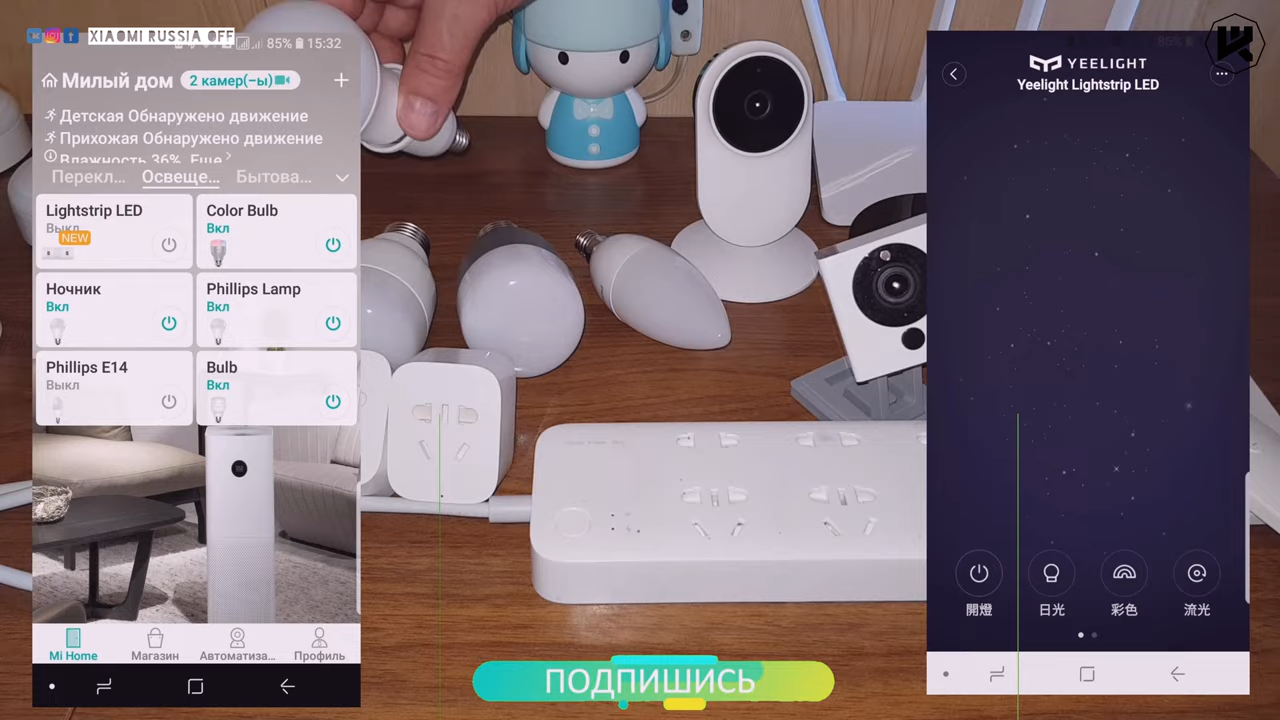 XIAOMI RUSSIA OFF
85% 15:32
Милый дом
2 камер(–ы)
Детская Обнаружено движение
Прихожая Обнаружено движение
Влажность 36% Еще
Перекл... Освеще... Бытова...
Lightstrip LED
Выкл
NEW
Color Bulb
Вкл
Ночник
Вкл
Phillips Lamp
Вкл
Phillips E14
Выкл
Bulb
Вкл
Mi Home
Магазин
Автоматиза...
Профиль
ПОДПИШИСЬ
YEELIGHT
Yeelight Lightstrip LED
開燈
日光
彩色
流光